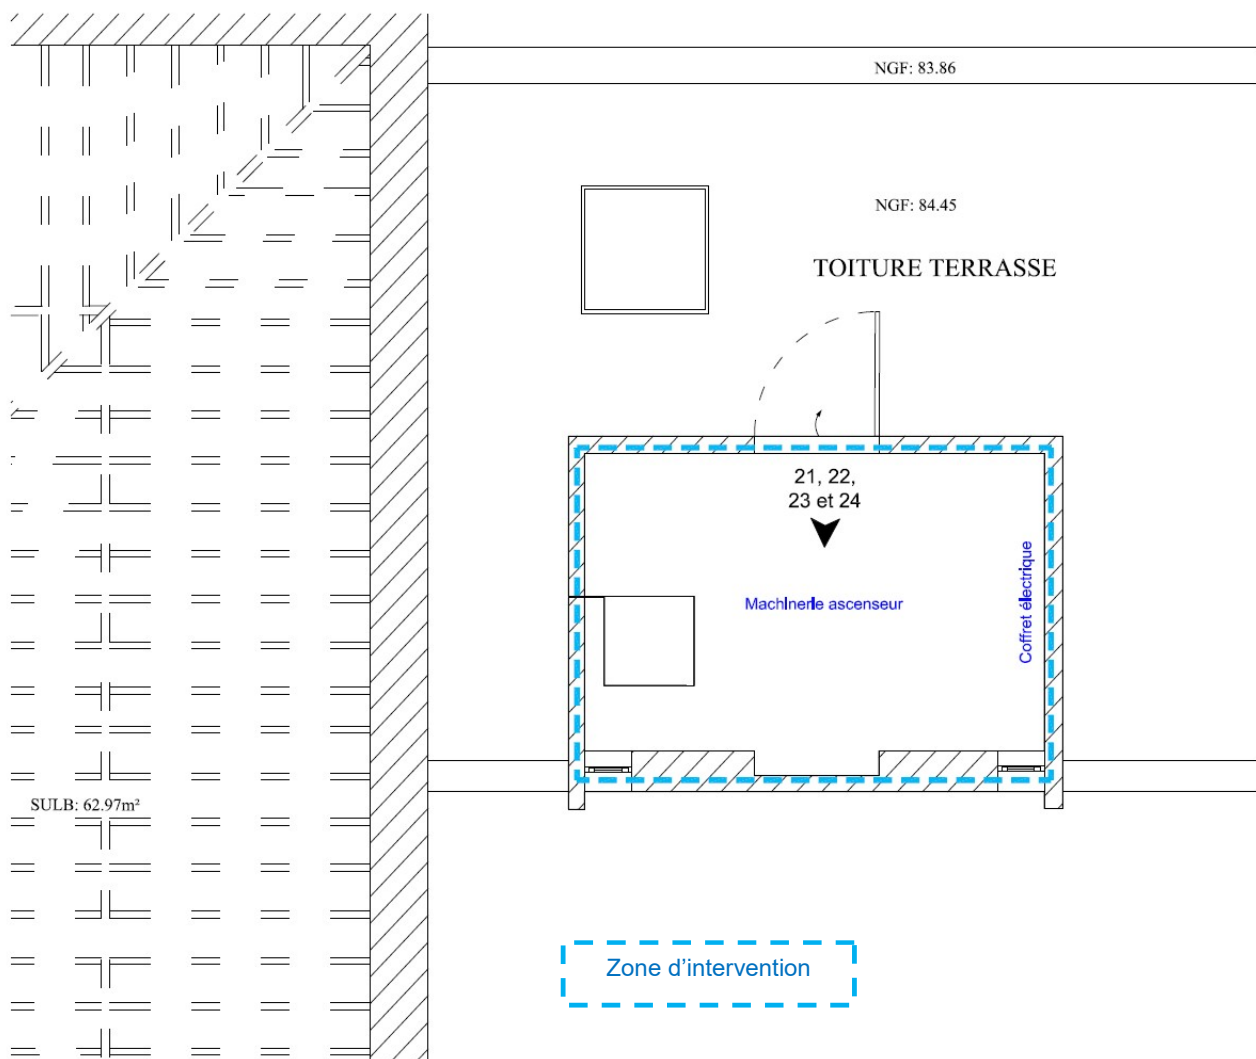 NGF: 83.86
NGF: 84.45
TOITURE TERRASSE
21, 22,
23 et 24
Machinerie ascenseur
Coffret électrique
SULB: 62.97m²
Zone d'intervention